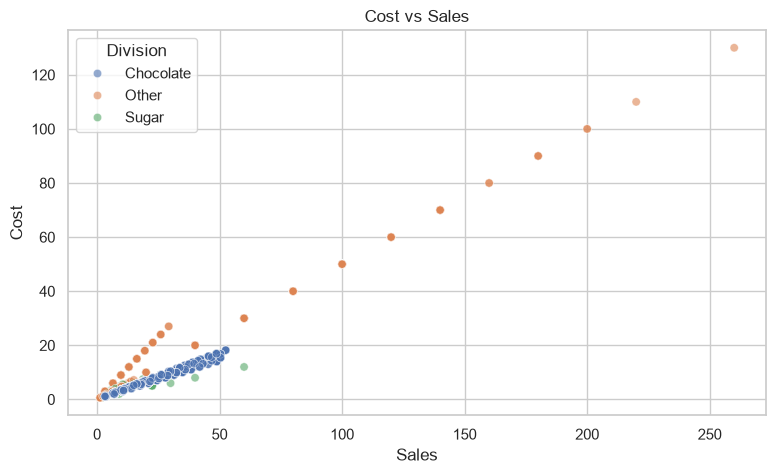 Cost vs Sales
Division
Chocolate
Other
Sugar
Cost
120
100
80
60
40
20
0
0
50
100
150
200
250
Sales